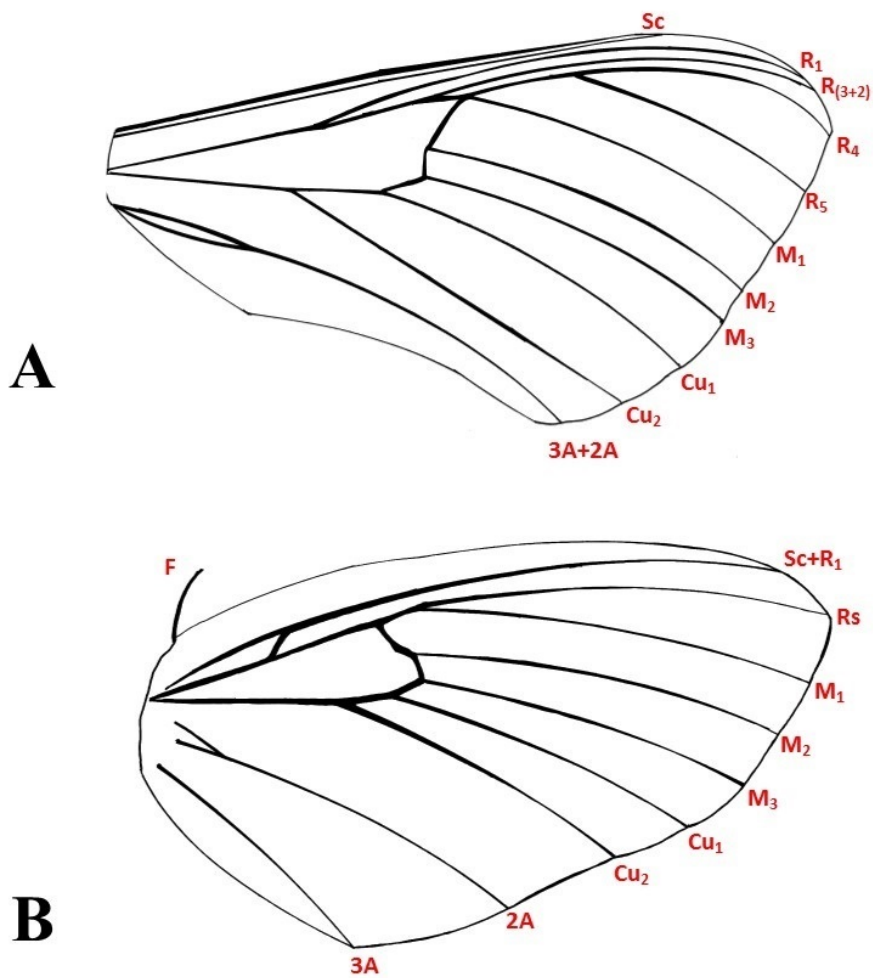 Sc
R₁
R₍₃₊₂₎
R₄
R₅
M₁
M₂
M₃
Cu₁
Cu₂
3A+2A
A
F
Sc+R₁
Rs
M₁
M₂
M₃
Cu₁
Cu₂
2A
3A
B